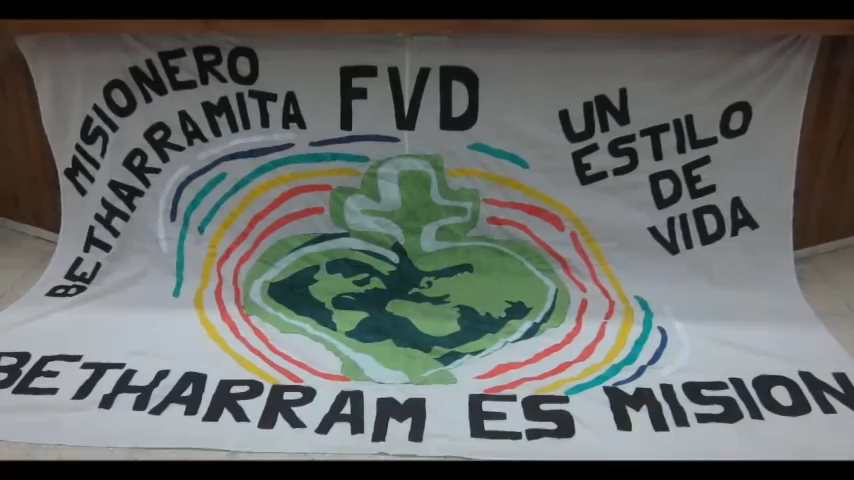 MISIONERO
BETHARRAMITA
FVD
UN
ESTILO
DE
VIDA
BETHARRAM ES MISION